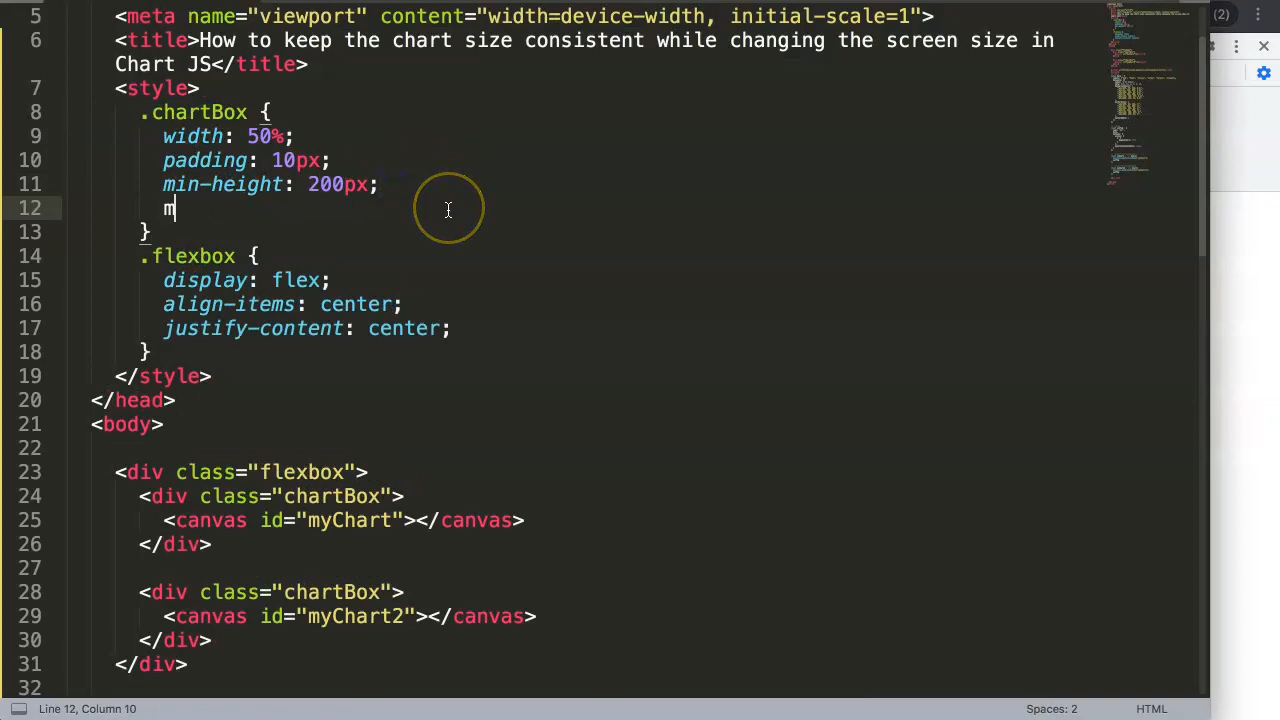 5 <meta name="viewport" content="width=device-width, initial-scale=1">
6 <title>How to keep the chart size consistent while changing the screen size in
Chart JS</title>
7 <style>
8 .chartBox {
9 width: 50%;
10 padding: 10px;
11 min-height: 200px;
12 m
13 }
14 .flexbox {
15 display: flex;
16 align-items: center;
17 justify-content: center;
18 }
19 </style>
20 </head>
21 <body>
22
23 <div class="flexbox">
24 <div class="chartBox">
25 <canvas id="myChart"></canvas>
26 </div>
27
28 <div class="chartBox">
29 <canvas id="myChart2"></canvas>
30 </div>
31 </div>
32
Line 12, Column 10 Spaces: 2 HTML
(2)